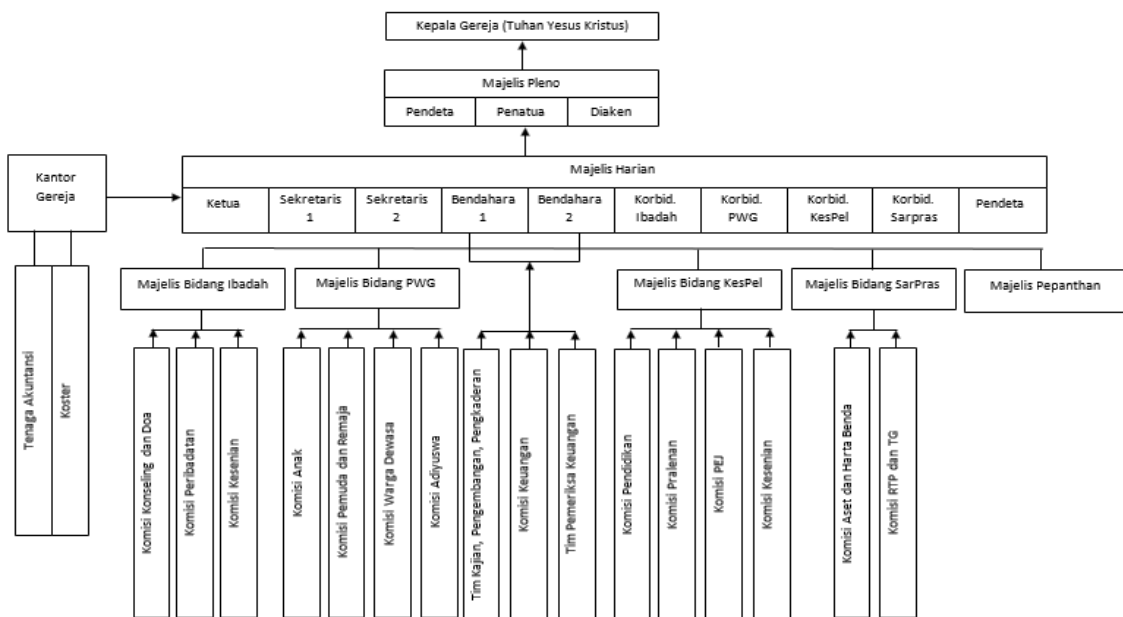 Kepala Gereja (Tuhan Yesus Kristus)
Majelis Pleno
Pendeta
Penatua
Diaken
Kantor
Gereja
Majelis Harian
Ketua
Sekretaris
1
Sekretaris
2
Bendahara
1
Bendahara
2
Korbid.
Ibadah
Korbid.
PWG
Korbid.
KesPel
Korbid.
Sarpras
Pendeta
Majelis Bidang Ibadah
Majelis Bidang PWG
Majelis Bidang KesPel
Majelis Bidang SarPras
Majelis Pepanthan
Tenaga Akuntansi
Koster
Komisi Konseling dan Doa
Komisi Peribadatan
Komisi Kesenian
Komisi Anak
Komisi Pemuda dan Remaja
Komisi Warga Dewasa
Komisi Adiyuswa
Tim Kajian, Pengembangan, Pengkaderan
Komisi Keuangan
Tim Pemeriksa Keuangan
Komisi Pendidikan
Komisi Pralenan
Komisi PEJ
Komisi Kesenian
Komisi Aset dan Harta Benda
Komisi RTP dan TG